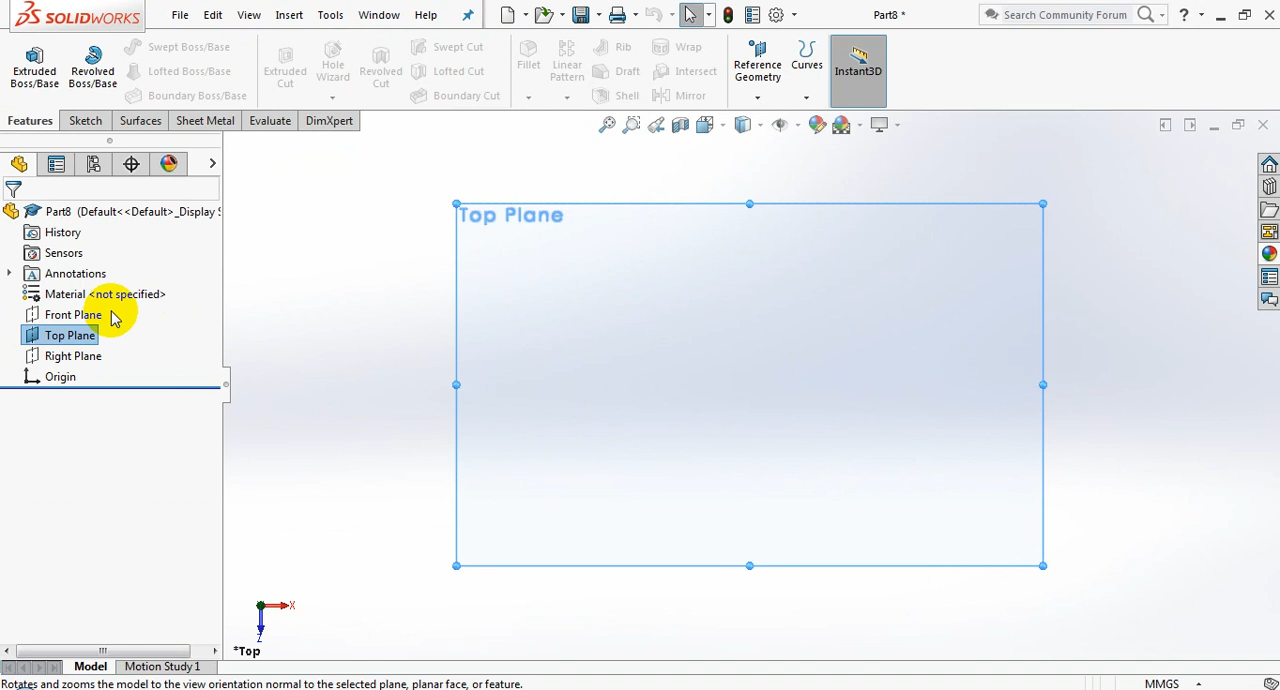 SOLIDWORKS
File Edit View Insert Tools Window Help
Part8 *
Search Community Forum
?
Extruded Boss/Base
Revolved Boss/Base
Swept Boss/Base
Lofted Boss/Base
Boundary Boss/Base
Extruded Cut
Hole Wizard
Revolved Cut
Swept Cut
Lofted Cut
Boundary Cut
Fillet
Linear Pattern
Rib
Draft
Shell
Wrap
Intersect
Mirror
Reference Geometry
Curves
Instant3D
Features Sketch Surfaces Sheet Metal Evaluate DimXpert
Part8 (Default<<Default>_Display S
History
Sensors
Annotations
Material <not specified>
Front Plane
Top Plane
Right Plane
Origin
Top Plane
X
Z
*Top
Model Motion Study 1
Rotates and zooms the model to the view orientation normal to the selected plane, planar face, or feature.
MMGS